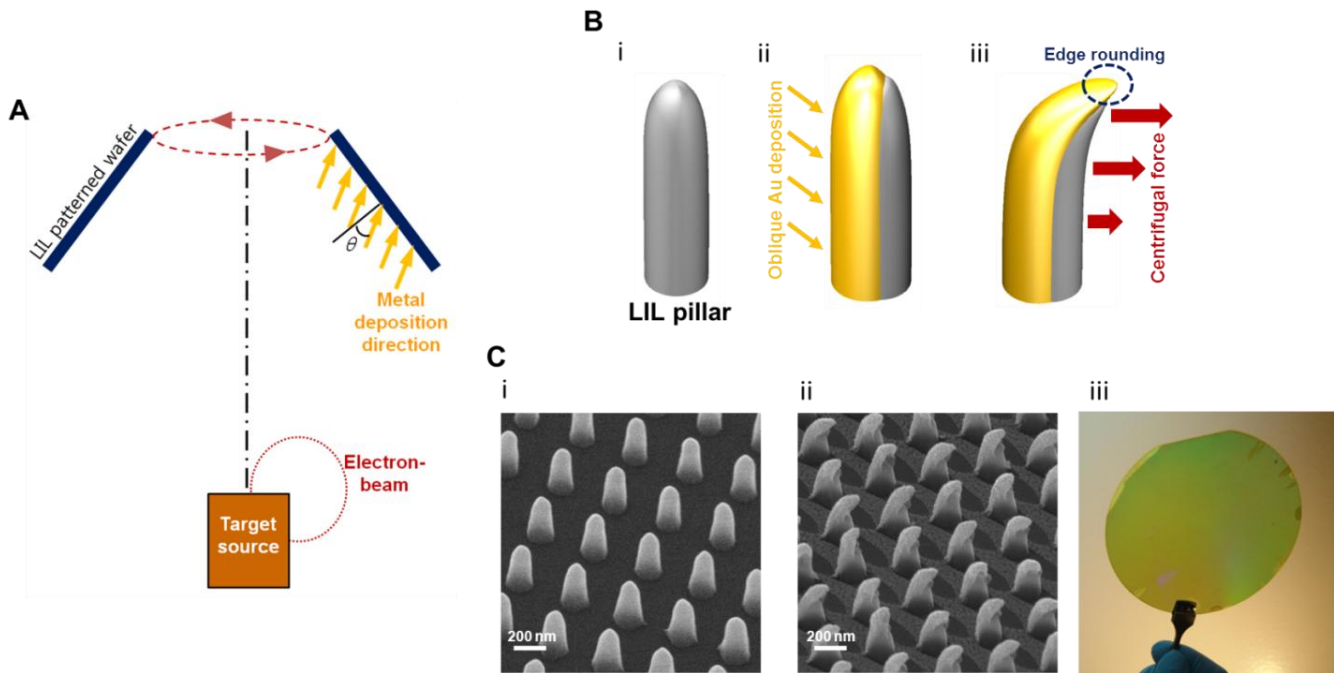 A
LIL patterned wafer
θ
Metal
deposition
direction
Electron-
beam
Target
source
B
i
ii
iii
LIL pillar
Oblique Au deposition
Edge rounding
Centrifugal force
C
i
ii
iii
200 nm
200 nm